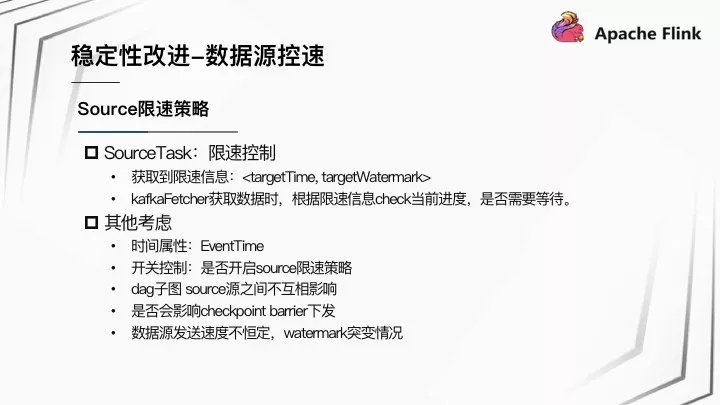 Apache Flink
稳定性改进-数据源控速
Source限速策略
SourceTask：限速控制
• 获取到限速信息：<targetTime, targetWatermark>
• kafkaFetcher获取数据时，根据限速信息check当前进度，是否需要等待。
其他考虑
• 时间属性：EventTime
• 开关控制：是否开启source限速策略
• dag子图 source源之间不互相影响
• 是否会影响checkpoint barrier下发
• 数据源发送速度不恒定，watermark突变情况